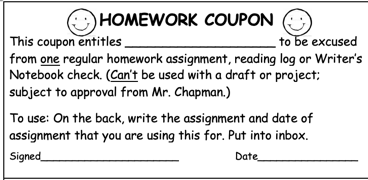 HOMEWORK COUPON
This coupon entitles ____________________ to be excused
from one regular homework assignment, reading log or Writer's
Notebook check. (Can't be used with a draft or project;
subject to approval from Mr. Chapman.)
To use: On the back, write the assignment and date of
assignment that you are using this for. Put into inbox.
Signed______________________ Date________________